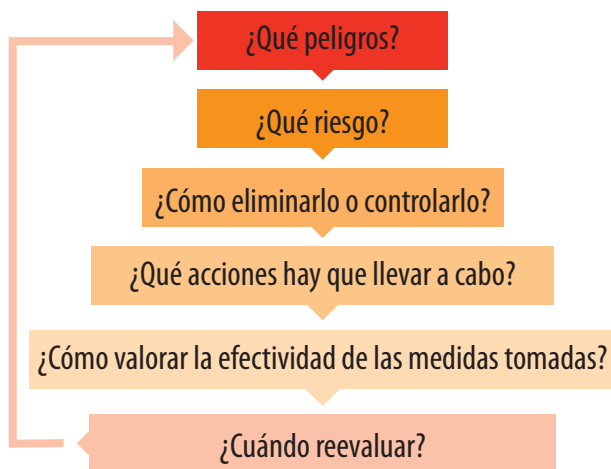 ¿Qué peligros?
¿Qué riesgo?
¿Cómo eliminarlo o controlarlo?
¿Qué acciones hay que llevar a cabo?
¿Cómo valorar la efectividad de las medidas tomadas?
¿Cuándo reevaluar?